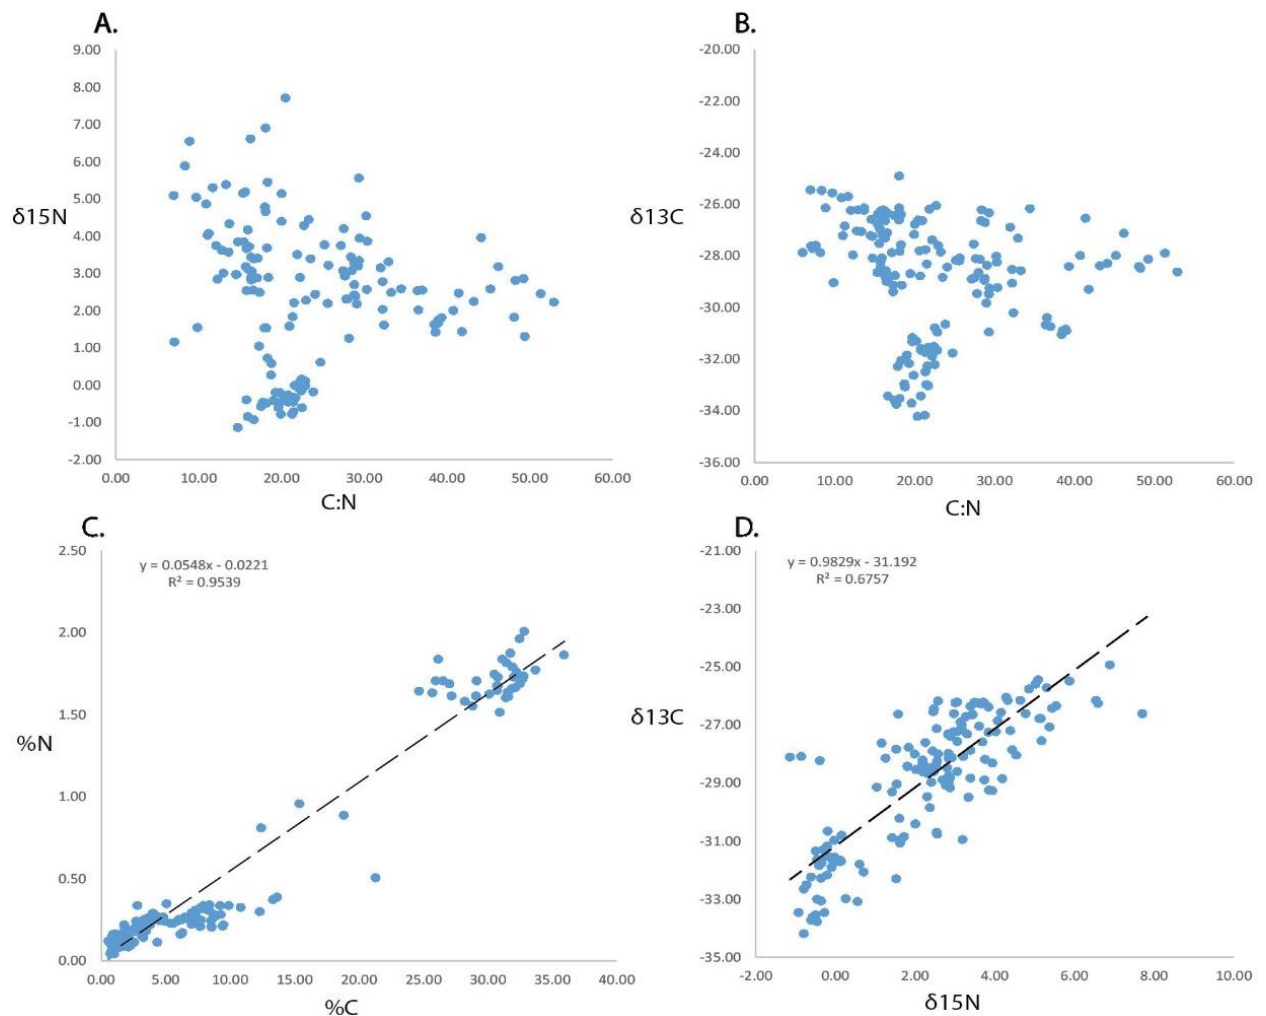 A.
9.00
8.00
7.00
6.00
5.00
4.00
3.00
2.00
1.00
0.00
-1.00
-2.00
δ15N
0.00 10.00 20.00 30.00 40.00 50.00 60.00
C:N
B.
-20.00
-22.00
-24.00
-26.00
-28.00
-30.00
-32.00
-34.00
-36.00
δ13C
0.00 10.00 20.00 30.00 40.00 50.00 60.00
C:N
C.
2.50
2.00
1.50
1.00
0.50
0.00
%N
y = 0.0548x - 0.0221
R² = 0.9539
0.00 5.00 10.00 15.00 20.00 25.00 30.00 35.00 40.00
%C
D.
-21.00
-23.00
-25.00
-27.00
-29.00
-31.00
-33.00
-35.00
δ13C
y = 0.9829x - 31.192
R² = 0.6757
-2.00 0.00 2.00 4.00 6.00 8.00 10.00
δ15N